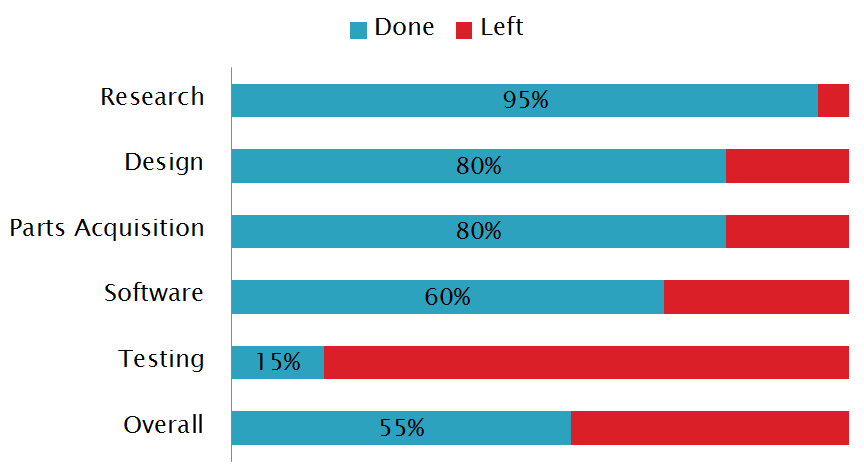 Done Left
Research 95%
Design 80%
Parts Acquisition 80%
Software 60%
Testing 15%
Overall 55%